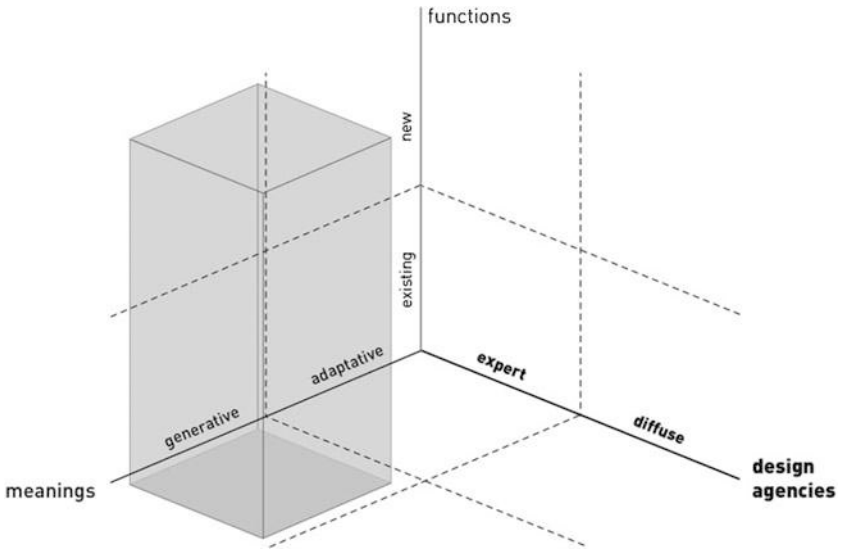 functions
new
existing
adaptative
expert
generative
diffuse
meanings
design
agencies